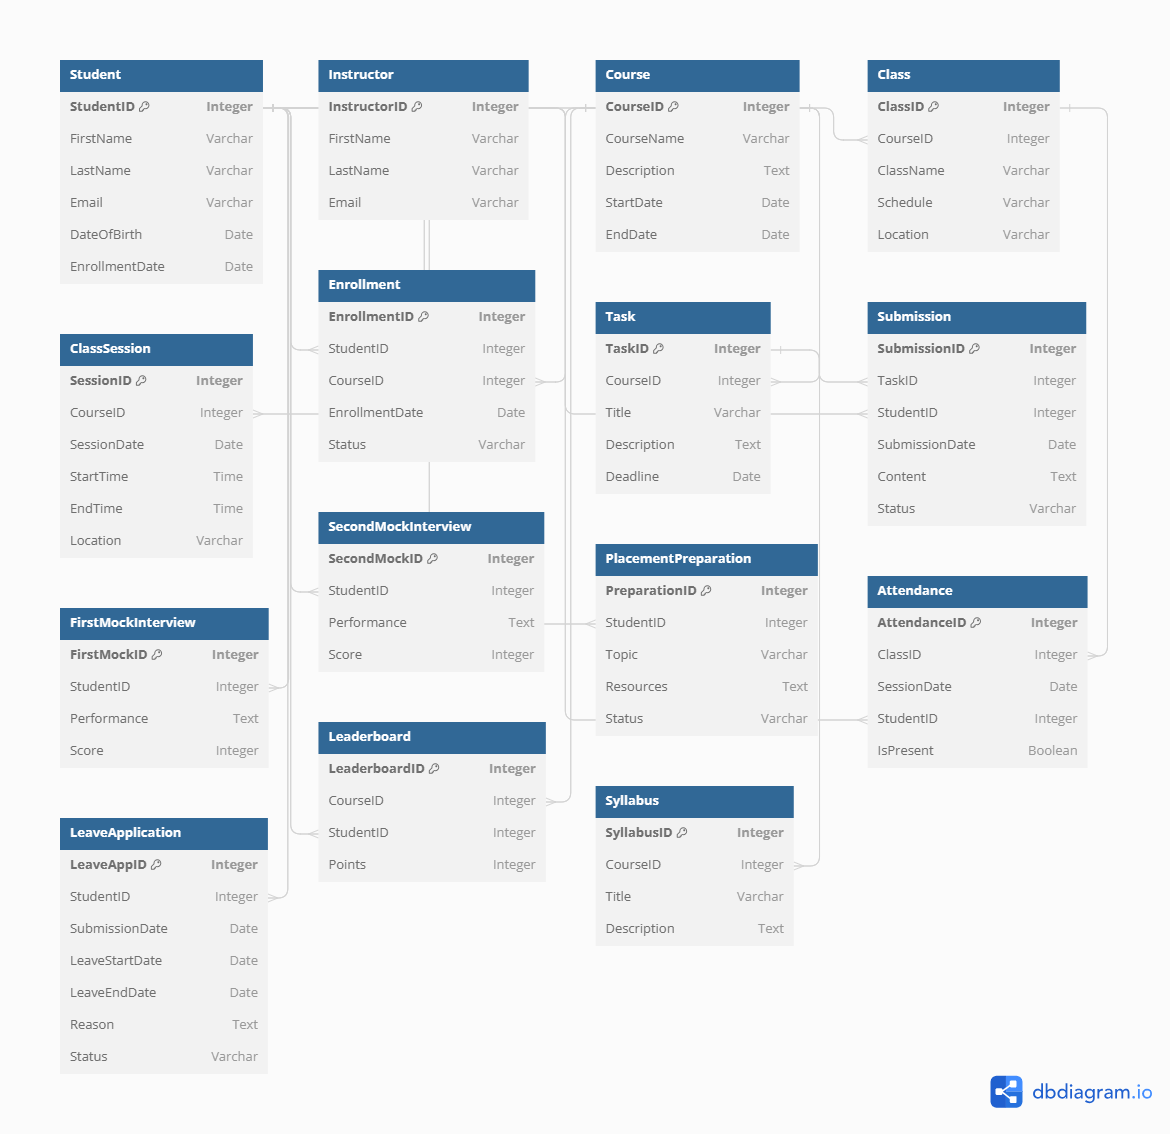 Student
StudentID Integer
FirstName Varchar
LastName Varchar
Email Varchar
DateOfBirth Date
EnrollmentDate Date
Instructor
InstructorID Integer
FirstName Varchar
LastName Varchar
Email Varchar
Course
CourseID Integer
CourseName Varchar
Description Text
StartDate Date
EndDate Date
Class
ClassID Integer
CourseID Integer
ClassName Varchar
Schedule Varchar
Location Varchar
Enrollment
EnrollmentID Integer
StudentID Integer
CourseID Integer
EnrollmentDate Date
Status Varchar
Task
TaskID Integer
CourseID Integer
Title Varchar
Description Text
Deadline Date
Submission
SubmissionID Integer
TaskID Integer
StudentID Integer
SubmissionDate Date
Content Text
Status Varchar
ClassSession
SessionID Integer
CourseID Integer
SessionDate Date
StartTime Time
EndTime Time
Location Varchar
SecondMockInterview
SecondMockID Integer
StudentID Integer
Performance Text
Score Integer
PlacementPreparation
PreparationID Integer
StudentID Integer
Topic Varchar
Resources Text
Status Varchar
Attendance
AttendanceID Integer
ClassID Integer
SessionDate Date
StudentID Integer
IsPresent Boolean
FirstMockInterview
FirstMockID Integer
StudentID Integer
Performance Text
Score Integer
Leaderboard
LeaderboardID Integer
CourseID Integer
StudentID Integer
Points Integer
Syllabus
SyllabusID Integer
CourseID Integer
Title Varchar
Description Text
LeaveApplication
LeaveAppID Integer
StudentID Integer
SubmissionDate Date
LeaveStartDate Date
LeaveEndDate Date
Reason Text
Status Varchar
dbdiagram.io